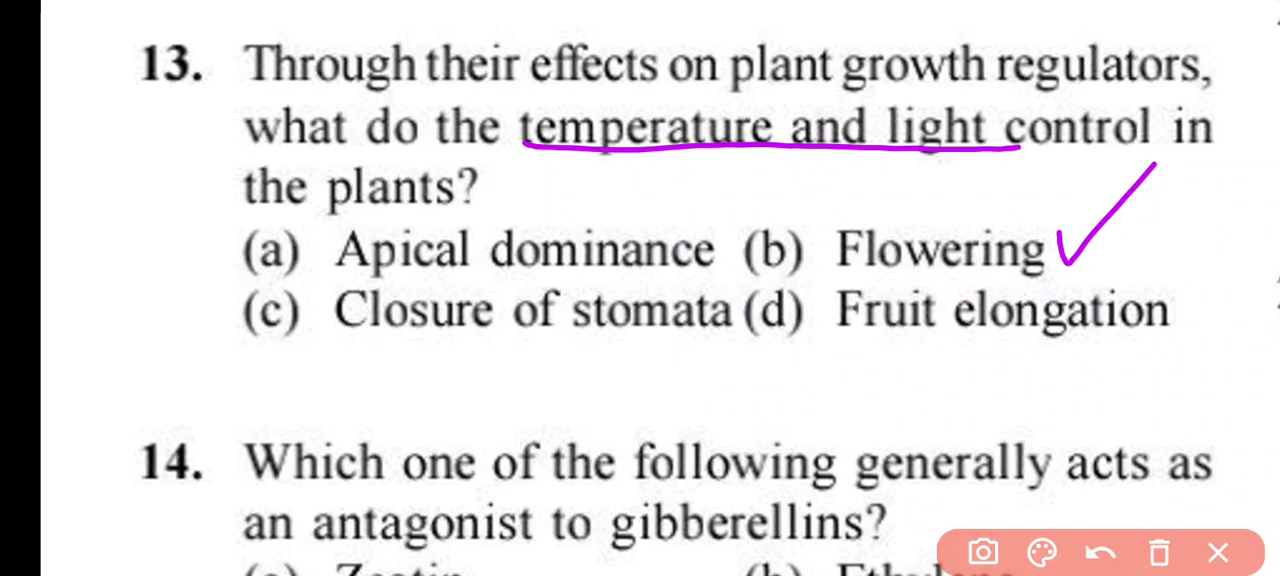 13. Through their effects on plant growth regulators,
what do the temperature and light control in
the plants?
(a) Apical dominance (b) Flowering
(c) Closure of stomata (d) Fruit elongation
14. Which one of the following generally acts as
an antagonist to gibberellins?
(a) Zeatin (b) Ethylene